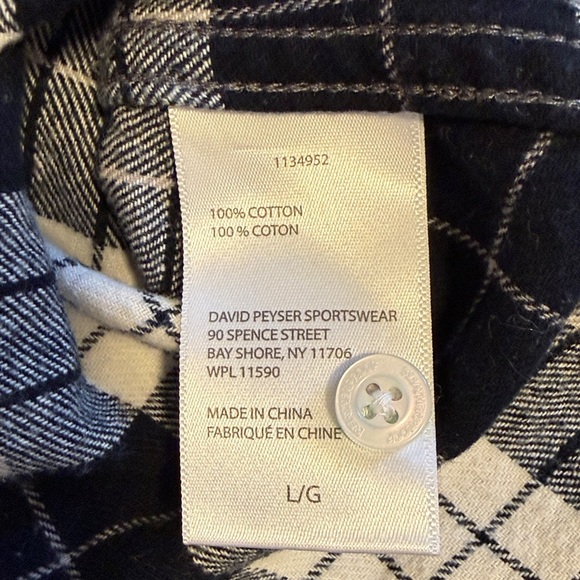 1134952
100% COTTON
100 % COTON
DAVID PEYSER SPORTSWEAR
90 SPENCE STREET
BAY SHORE, NY 11706
WPL 11590
MADE IN CHINA
FABRIQUÉ EN CHINE
L/G